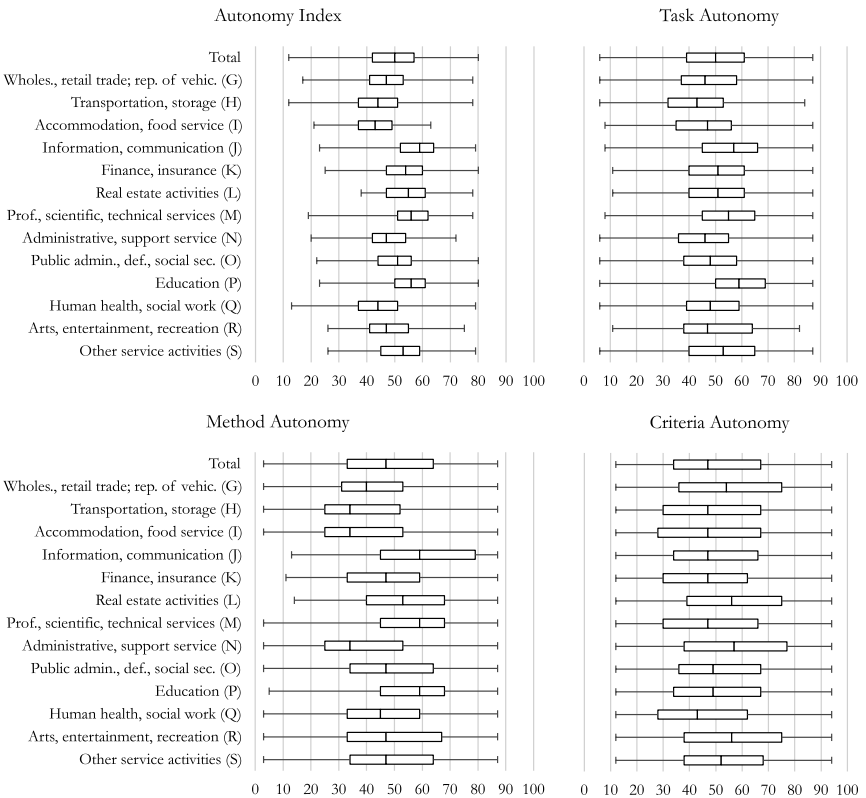 Autonomy Index
Task Autonomy
Total
Wholes., retail trade; rep. of vehic. (G)
Transportation, storage (H)
Accommodation, food service (I)
Information, communication (J)
Finance, insurance (K)
Real estate activities (L)
Prof., scientific, technical services (M)
Administrative, support service (N)
Public admin., def., social sec. (O)
Education (P)
Human health, social work (Q)
Arts, entertainment, recreation (R)
Other service activities (S)
0 10 20 30 40 50 60 70 80 90 100
0 10 20 30 40 50 60 70 80 90 100
Method Autonomy
Criteria Autonomy
Total
Wholes., retail trade; rep. of vehic. (G)
Transportation, storage (H)
Accommodation, food service (I)
Information, communication (J)
Finance, insurance (K)
Real estate activities (L)
Prof., scientific, technical services (M)
Administrative, support service (N)
Public admin., def., social sec. (O)
Education (P)
Human health, social work (Q)
Arts, entertainment, recreation (R)
Other service activities (S)
0 10 20 30 40 50 60 70 80 90 100
0 10 20 30 40 50 60 70 80 90 100